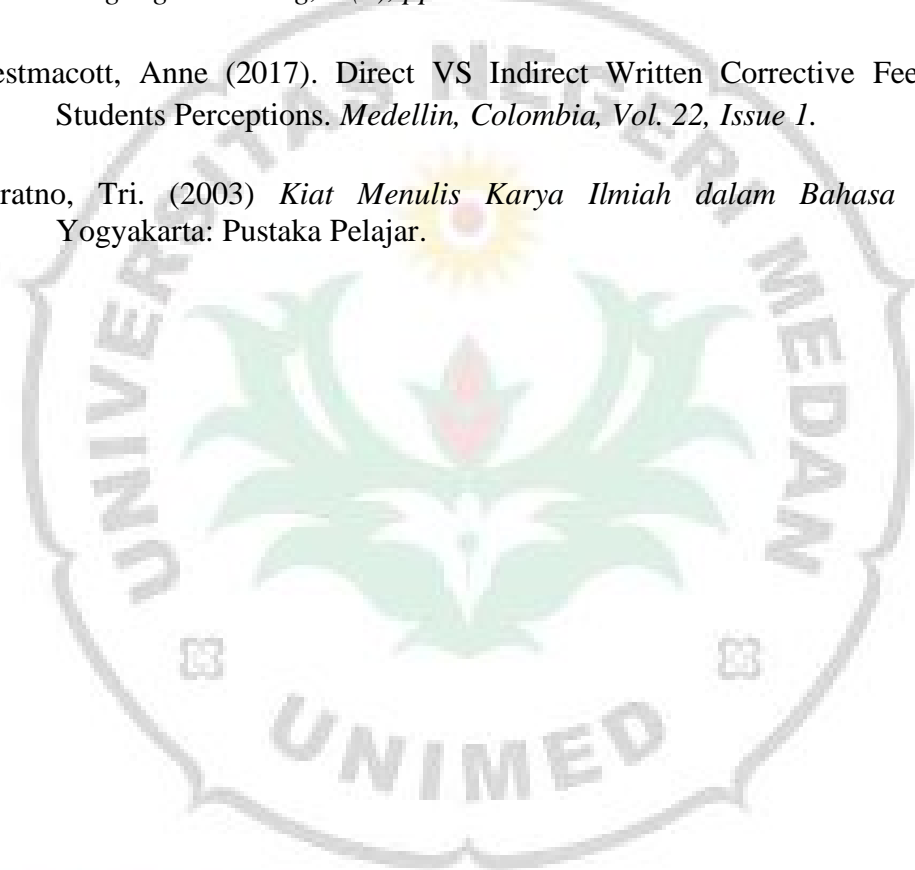 estmacott, Anne (2017). Direct VS Indirect Written Corrective Fee
Students Perceptions. Medellin, Colombia, Vol. 22, Issue 1.
ratno, Tri. (2003) Kiat Menulis Karya Ilmiah dalam Bahasa
Yogyakarta: Pustaka Pelajar.
UNIVERSITAS NEGERI MEDAN
UNIMED